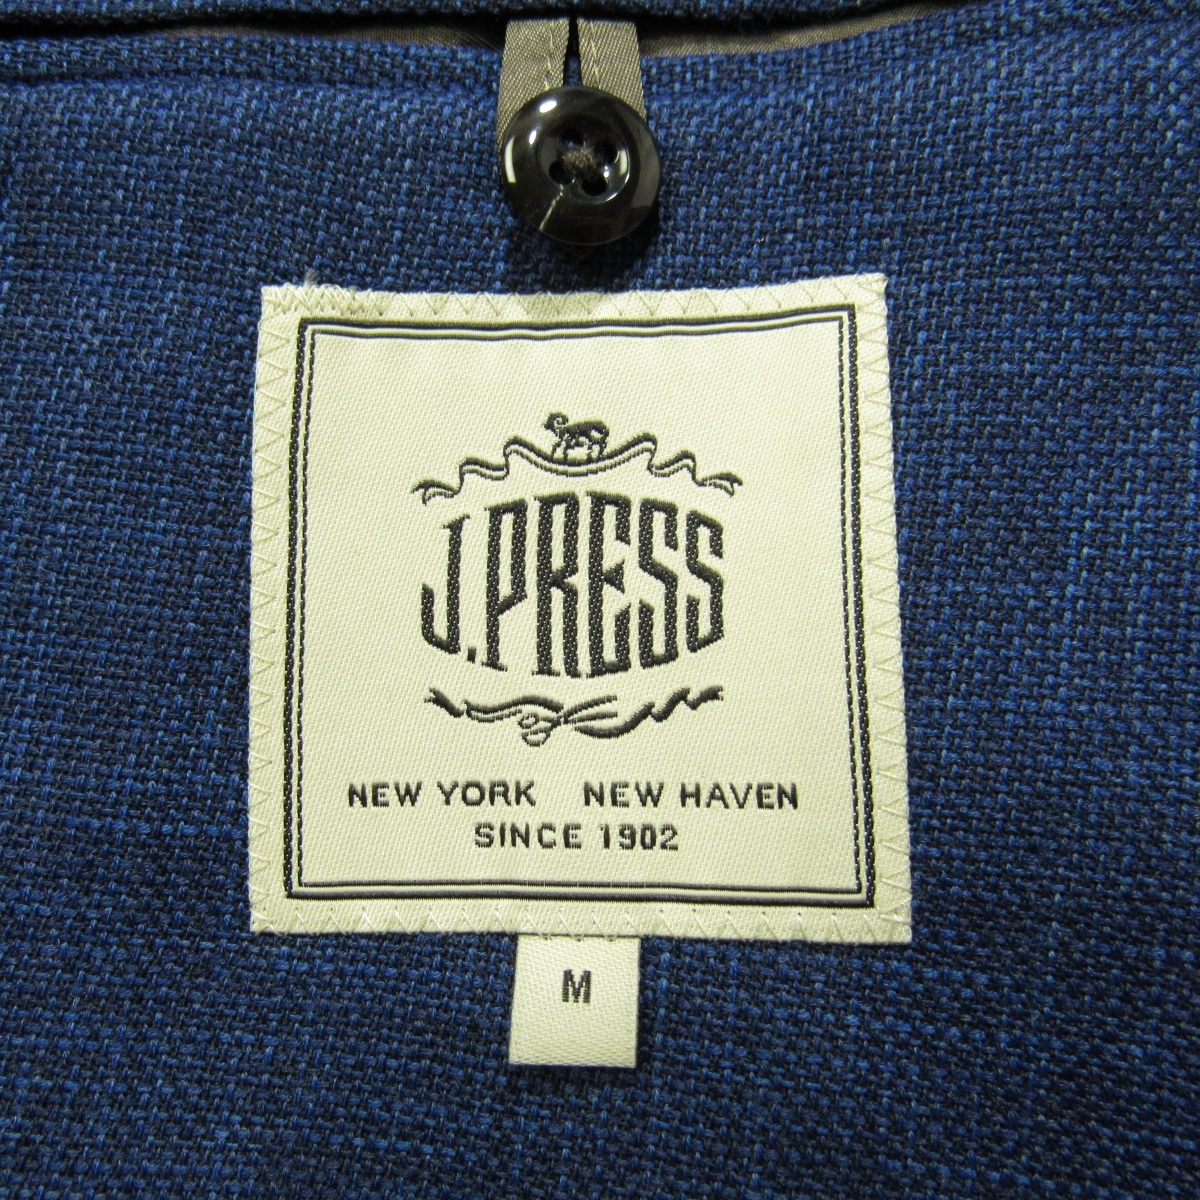 J.PRESS
NEW YORK NEW HAVEN
SINCE 1902
M